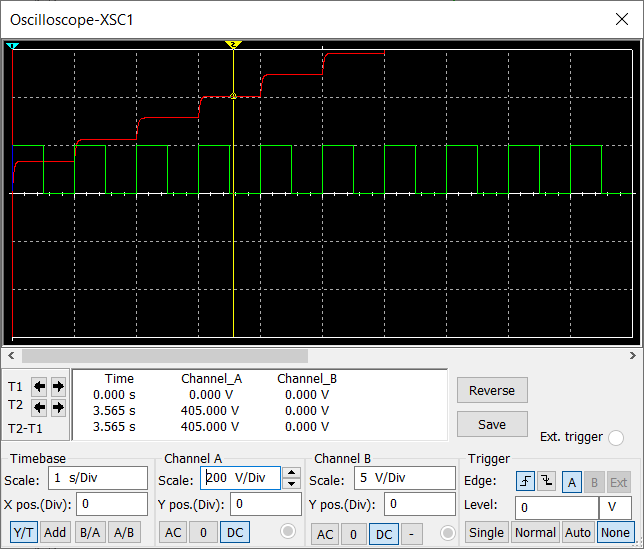 Oscilloscope-XSC1
1
2
T1
T2
T2-T1
Time Channel_A Channel_B
0.000 s 0.000 V 0.000 V
3.565 s 405.000 V 0.000 V
3.565 s 405.000 V 0.000 V
Reverse
Save
Ext. trigger
Timebase
Scale: 1 s/Div
X pos.(Div): 0
Y/T Add B/A A/B
Channel A
Scale: 200 V/Div
Y pos.(Div): 0
AC 0 DC
Channel B
Scale: 5 V/Div
Y pos.(Div): 0
AC 0 DC -
Trigger
Edge: A B Ext
Level: 0 V
Single Normal Auto None